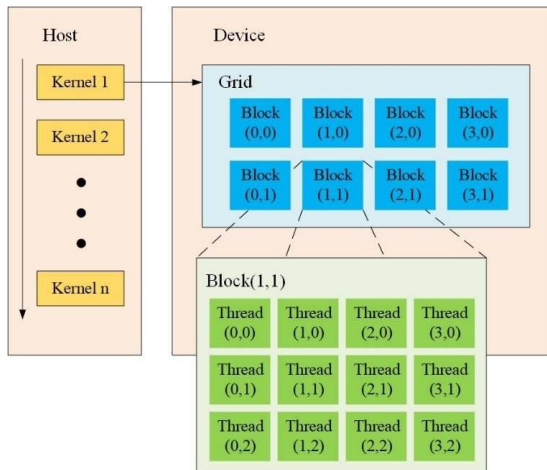 Host
Kernel 1
Kernel 2
Kernel n
Device
Grid
Block
(0,0)
Block
(1,0)
Block
(2,0)
Block
(3,0)
Block
(0,1)
Block
(1,1)
Block
(2,1)
Block
(3,1)
Block(1,1)
Thread
(0,0)
Thread
(1,0)
Thread
(2,0)
Thread
(3,0)
Thread
(0,1)
Thread
(1,1)
Thread
(2,1)
Thread
(3,1)
Thread
(0,2)
Thread
(1,2)
Thread
(2,2)
Thread
(3,2)